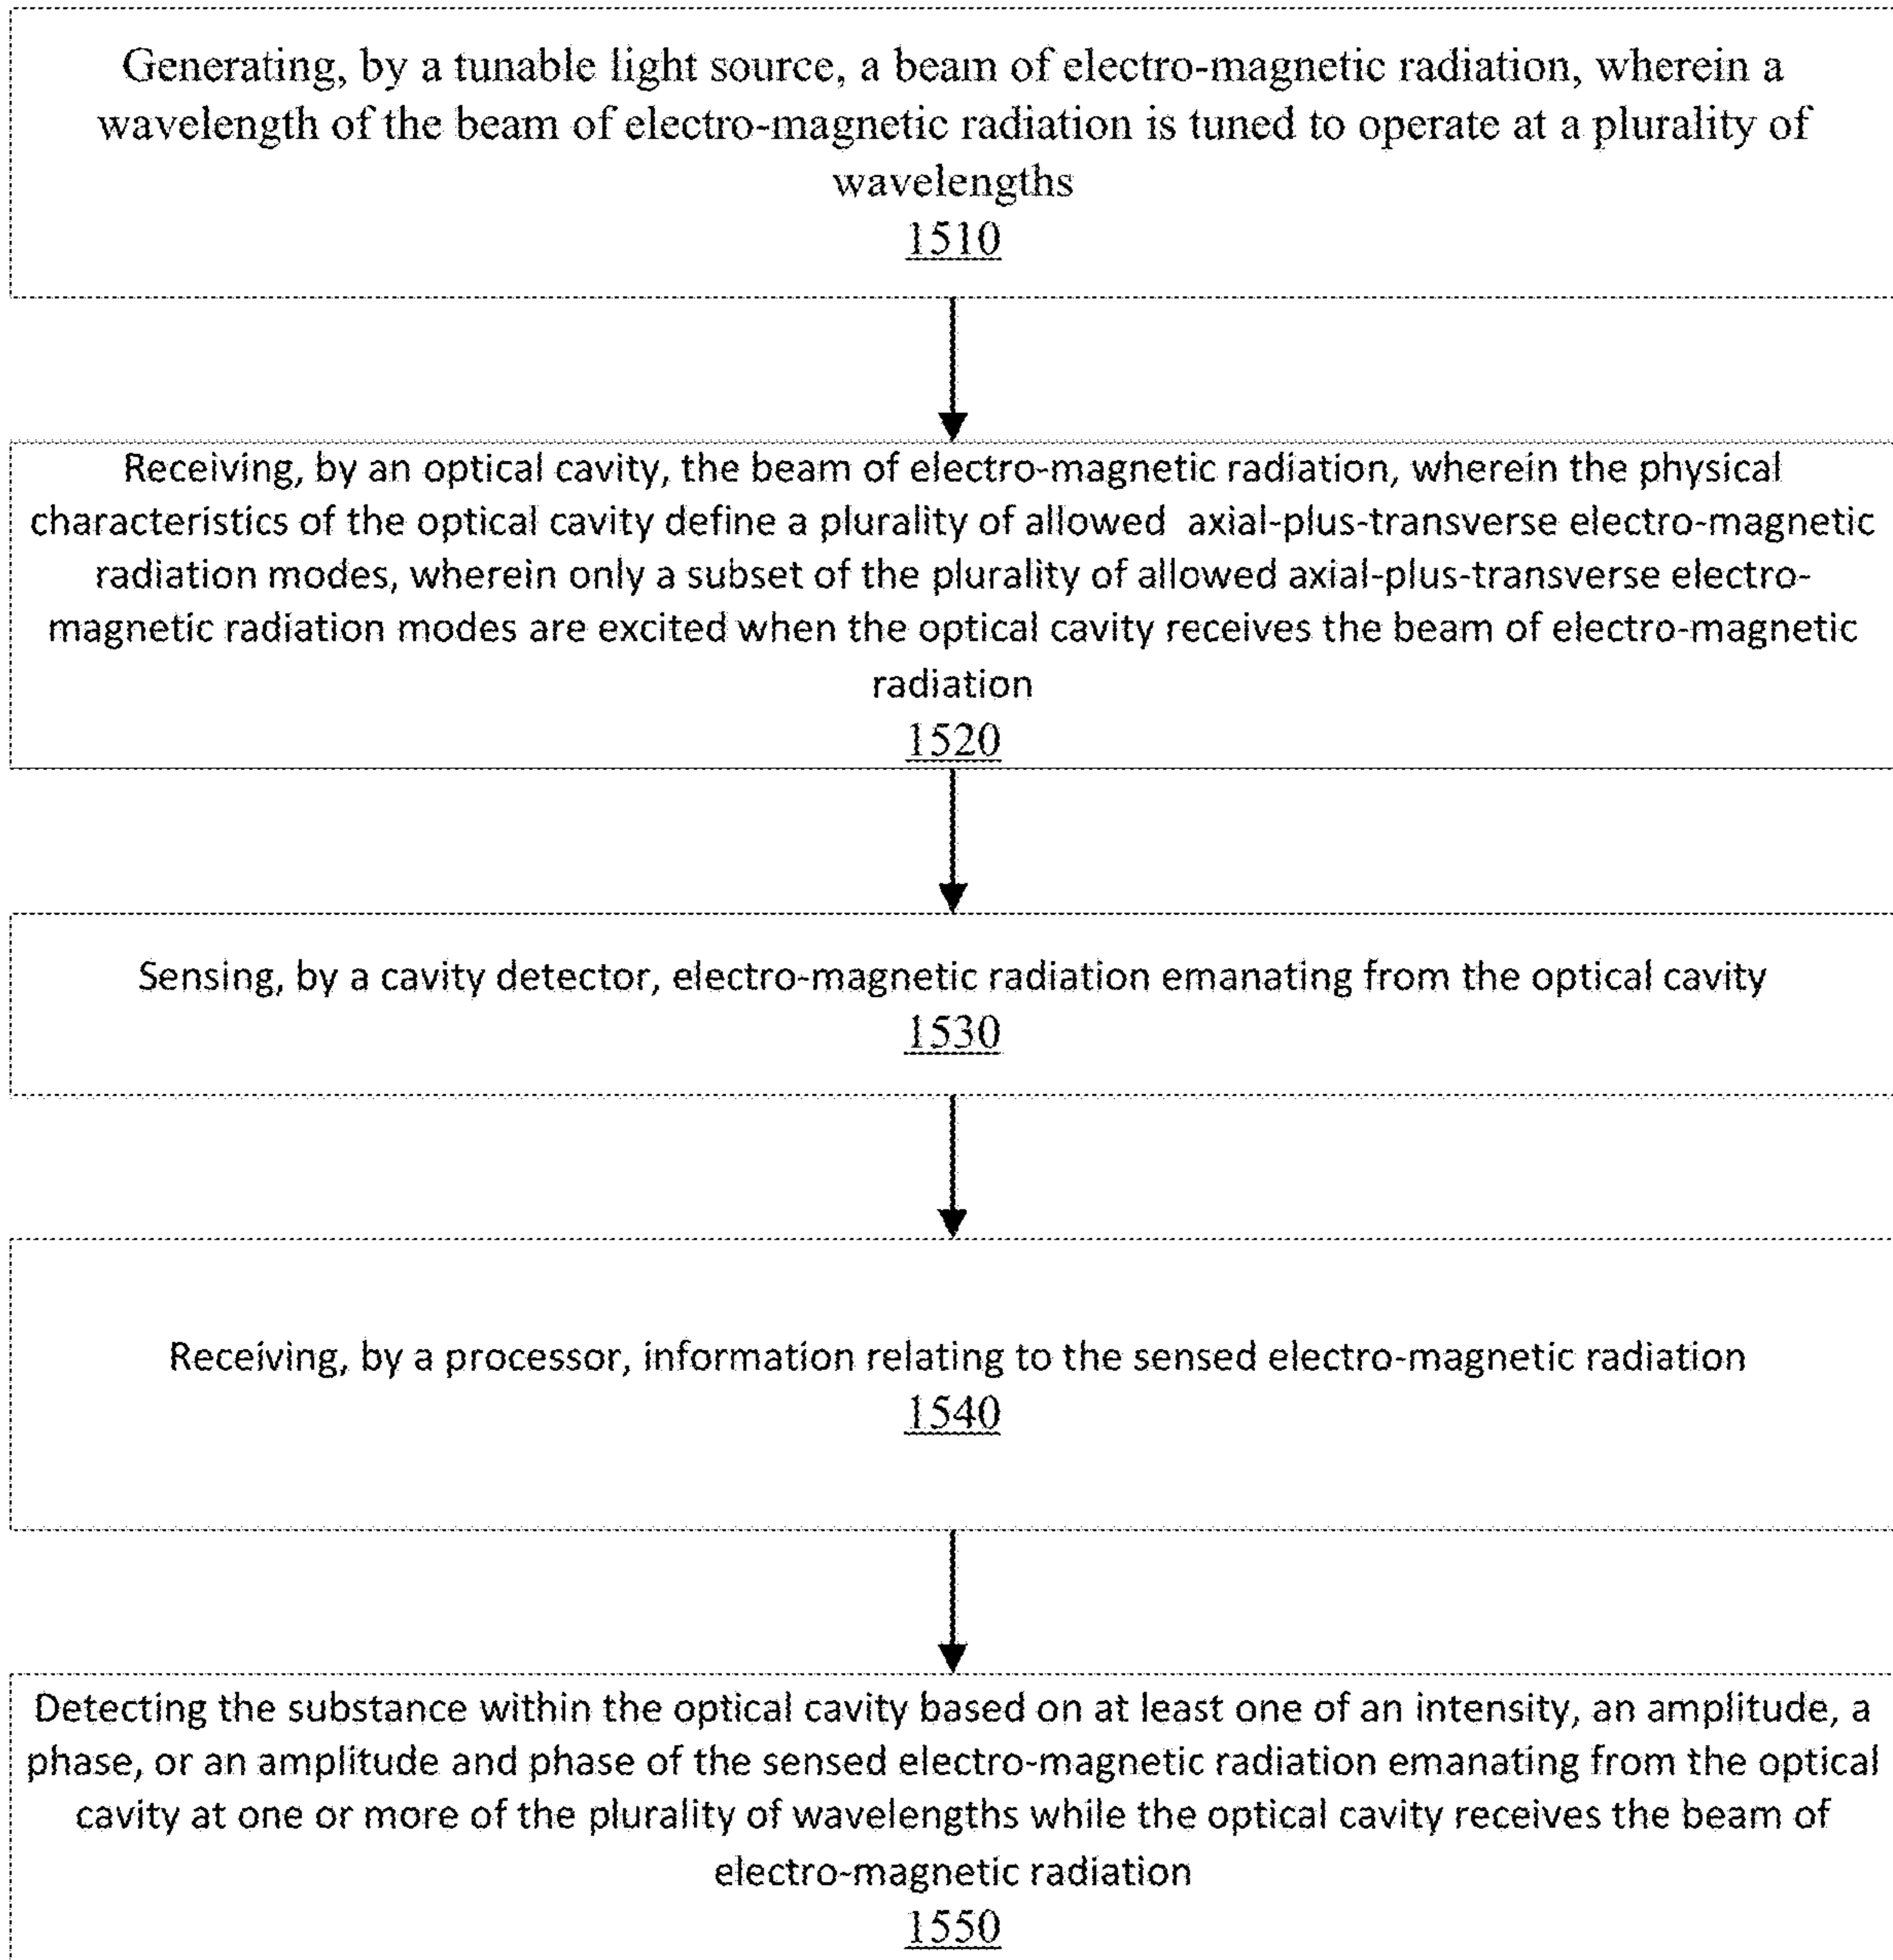 Generating, by a tunable light source, a beam of electro-magnetic radiation, wherein a
wavelength of the beam of electro-magnetic radiation is tuned to operate at a plurality of
wavelengths
1510
Receiving, by an optical cavity, the beam of electro-magnetic radiation, wherein the physical
characteristics of the optical cavity define a plurality of allowed axial-plus-transverse electro-magnetic
radiation modes, wherein only a subset of the plurality of allowed axial-plus-transverse electro-
magnetic radiation modes are excited when the optical cavity receives the beam of electro-magnetic
radiation
1520
Sensing, by a cavity detector, electro-magnetic radiation emanating from the optical cavity
1530
Receiving, by a processor, information relating to the sensed electro-magnetic radiation
1540
Detecting the substance within the optical cavity based on at least one of an intensity, an amplitude, a
phase, or an amplitude and phase of the sensed electro-magnetic radiation emanating from the optical
cavity at one or more of the plurality of wavelengths while the optical cavity receives the beam of
electro-magnetic radiation
1550